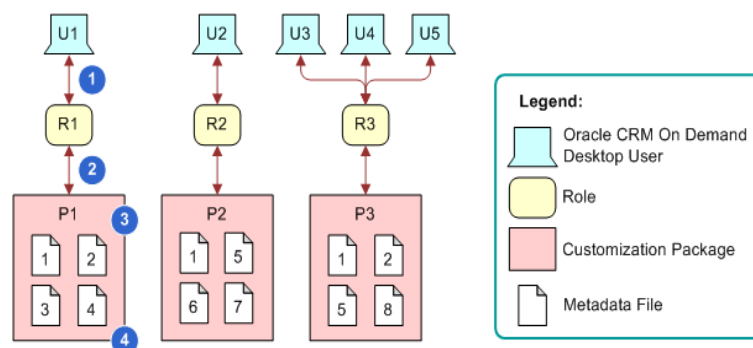 U1 U2 U3 U4 U5
1
R1 R2 R3
2
P1 3 P2 P3
1 2 1 5 1 2
3 4 6 7 5 8
4
Legend:
Oracle CRM On Demand
Desktop User
Role
Customization Package
Metadata File